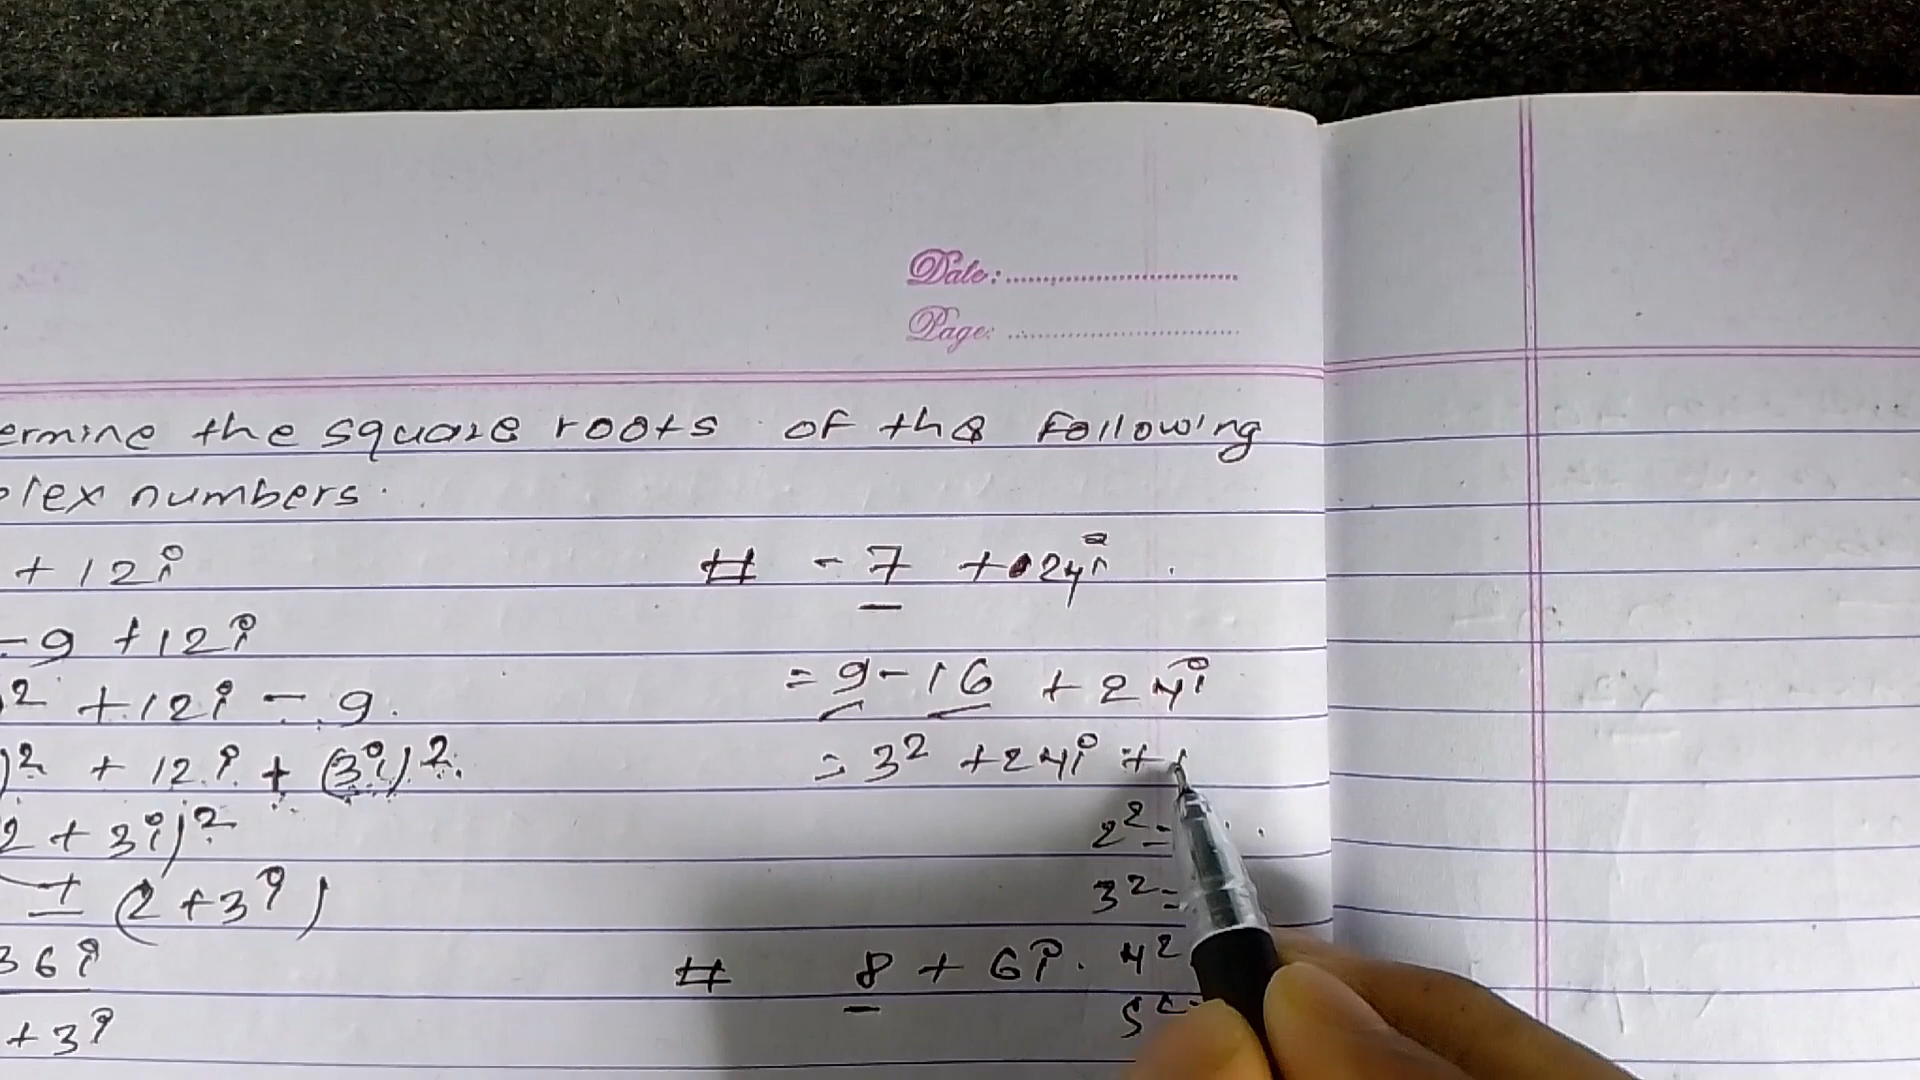 Date:
Page:
ermine the square roots of the following
lex numbers.
+ 12i
# - 7 + 24i
- 9 + 12i
= 9 - 16 + 24i
2 + 12i - 9.
= 3² + 24i +
)² + 12i + (3i)².
2² =
2 + 3i)²
3² =
± (2 + 3i)
# 8 + 6i. 4²
36i
5² =
+ 3i